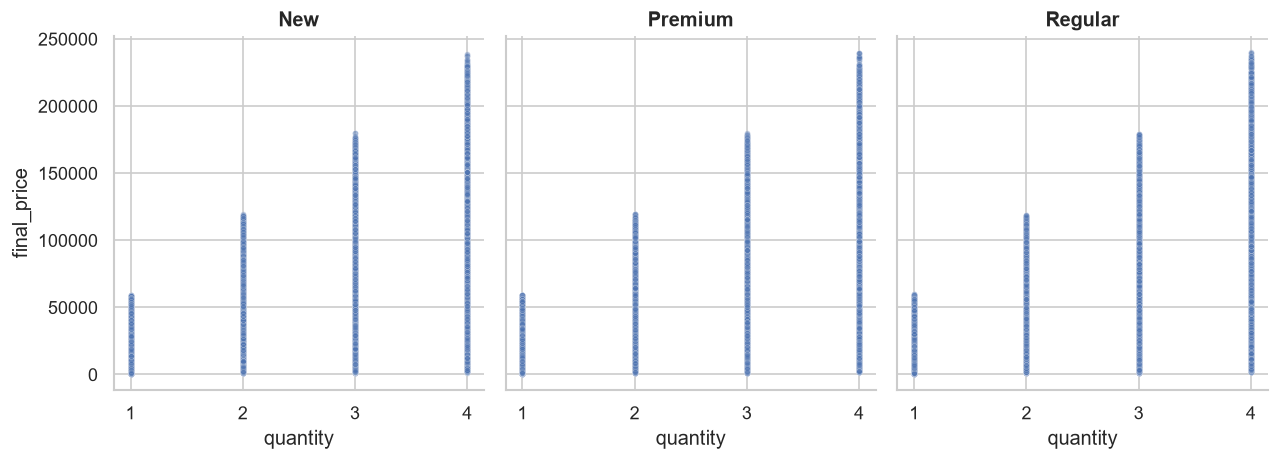 New Premium Regular
250000
200000
150000
100000
50000
0
final_price
1 2 3 4 1 2 3 4 1 2 3 4
quantity quantity quantity